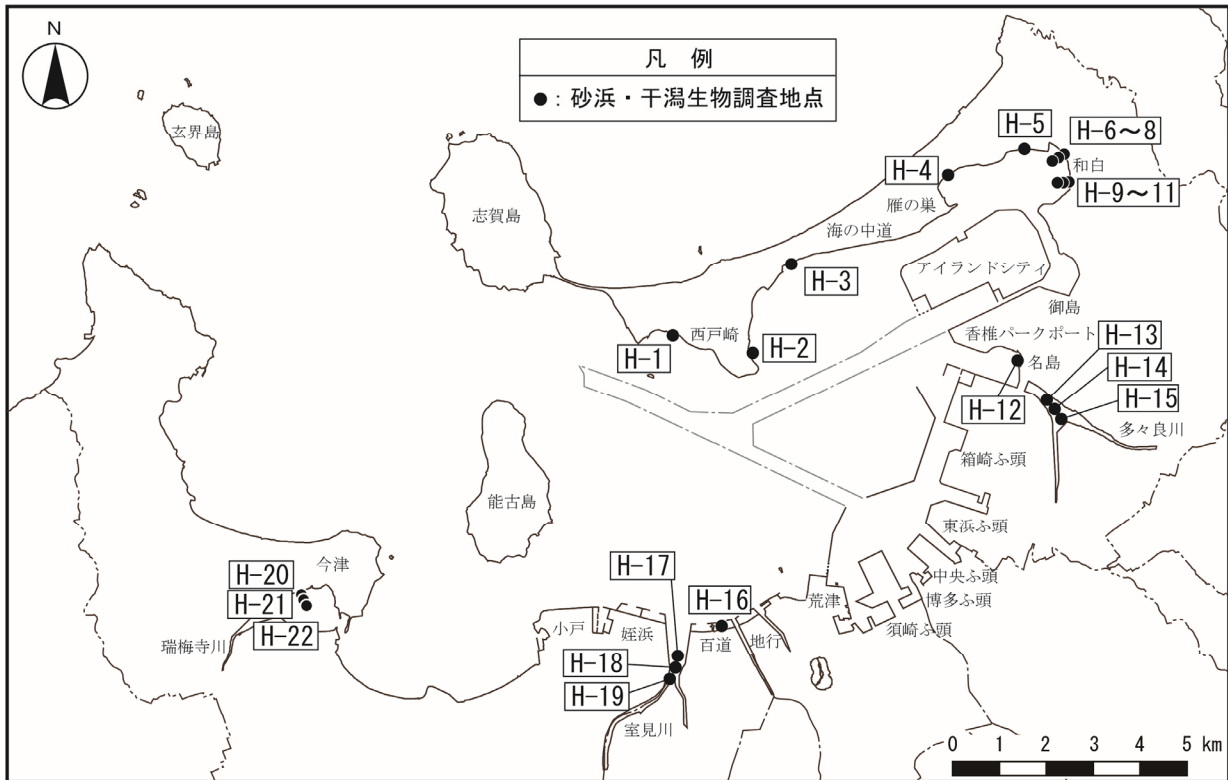 N
凡 例
●：砂浜・干潟生物調査地点
玄界島
志賀島
H-5
H-6～8
和白
H-4
H-9～11
雁の巣
海の中道
アイランドシティ
H-3
御島
西戸崎
香椎パークポート
H-13
H-1
H-2
名島
H-14
H-12
H-15
多々良川
箱崎ふ頭
能古島
東浜ふ頭
今津
H-17
中央ふ頭
H-20
荒津
博多ふ頭
H-21
H-16
須崎ふ頭
H-22
小戸
姪浜
百道
地行
瑞梅寺川
H-18
H-19
室見川
0 1 2 3 4 5 km